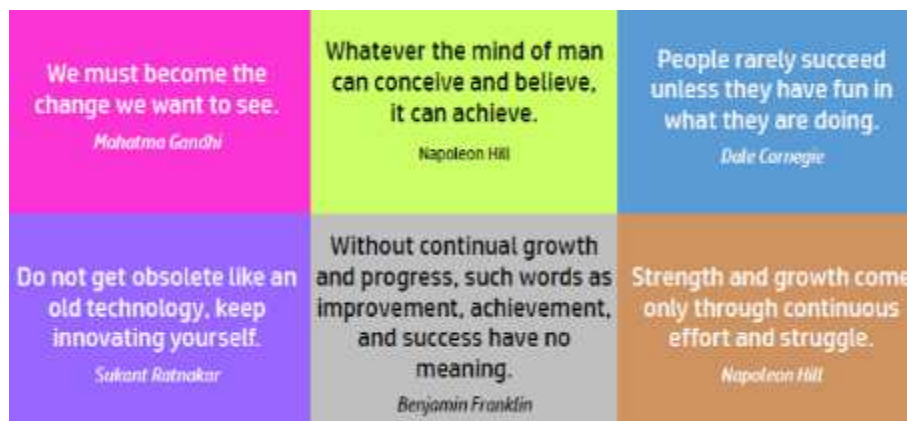 We must become the
change we want to see.
Mahatma Gandhi
Whatever the mind of man
can conceive and believe,
it can achieve.
Napoleon Hill
People rarely succeed
unless they have fun in
what they are doing.
Dale Carnegie
Do not get obsolete like an
old technology, keep
innovating yourself.
Sukant Ratnakar
Without continual growth
and progress, such words as
improvement, achievement,
and success have no
meaning.
Benjamin Franklin
Strength and growth come
only through continuous
effort and struggle.
Napoleon Hill